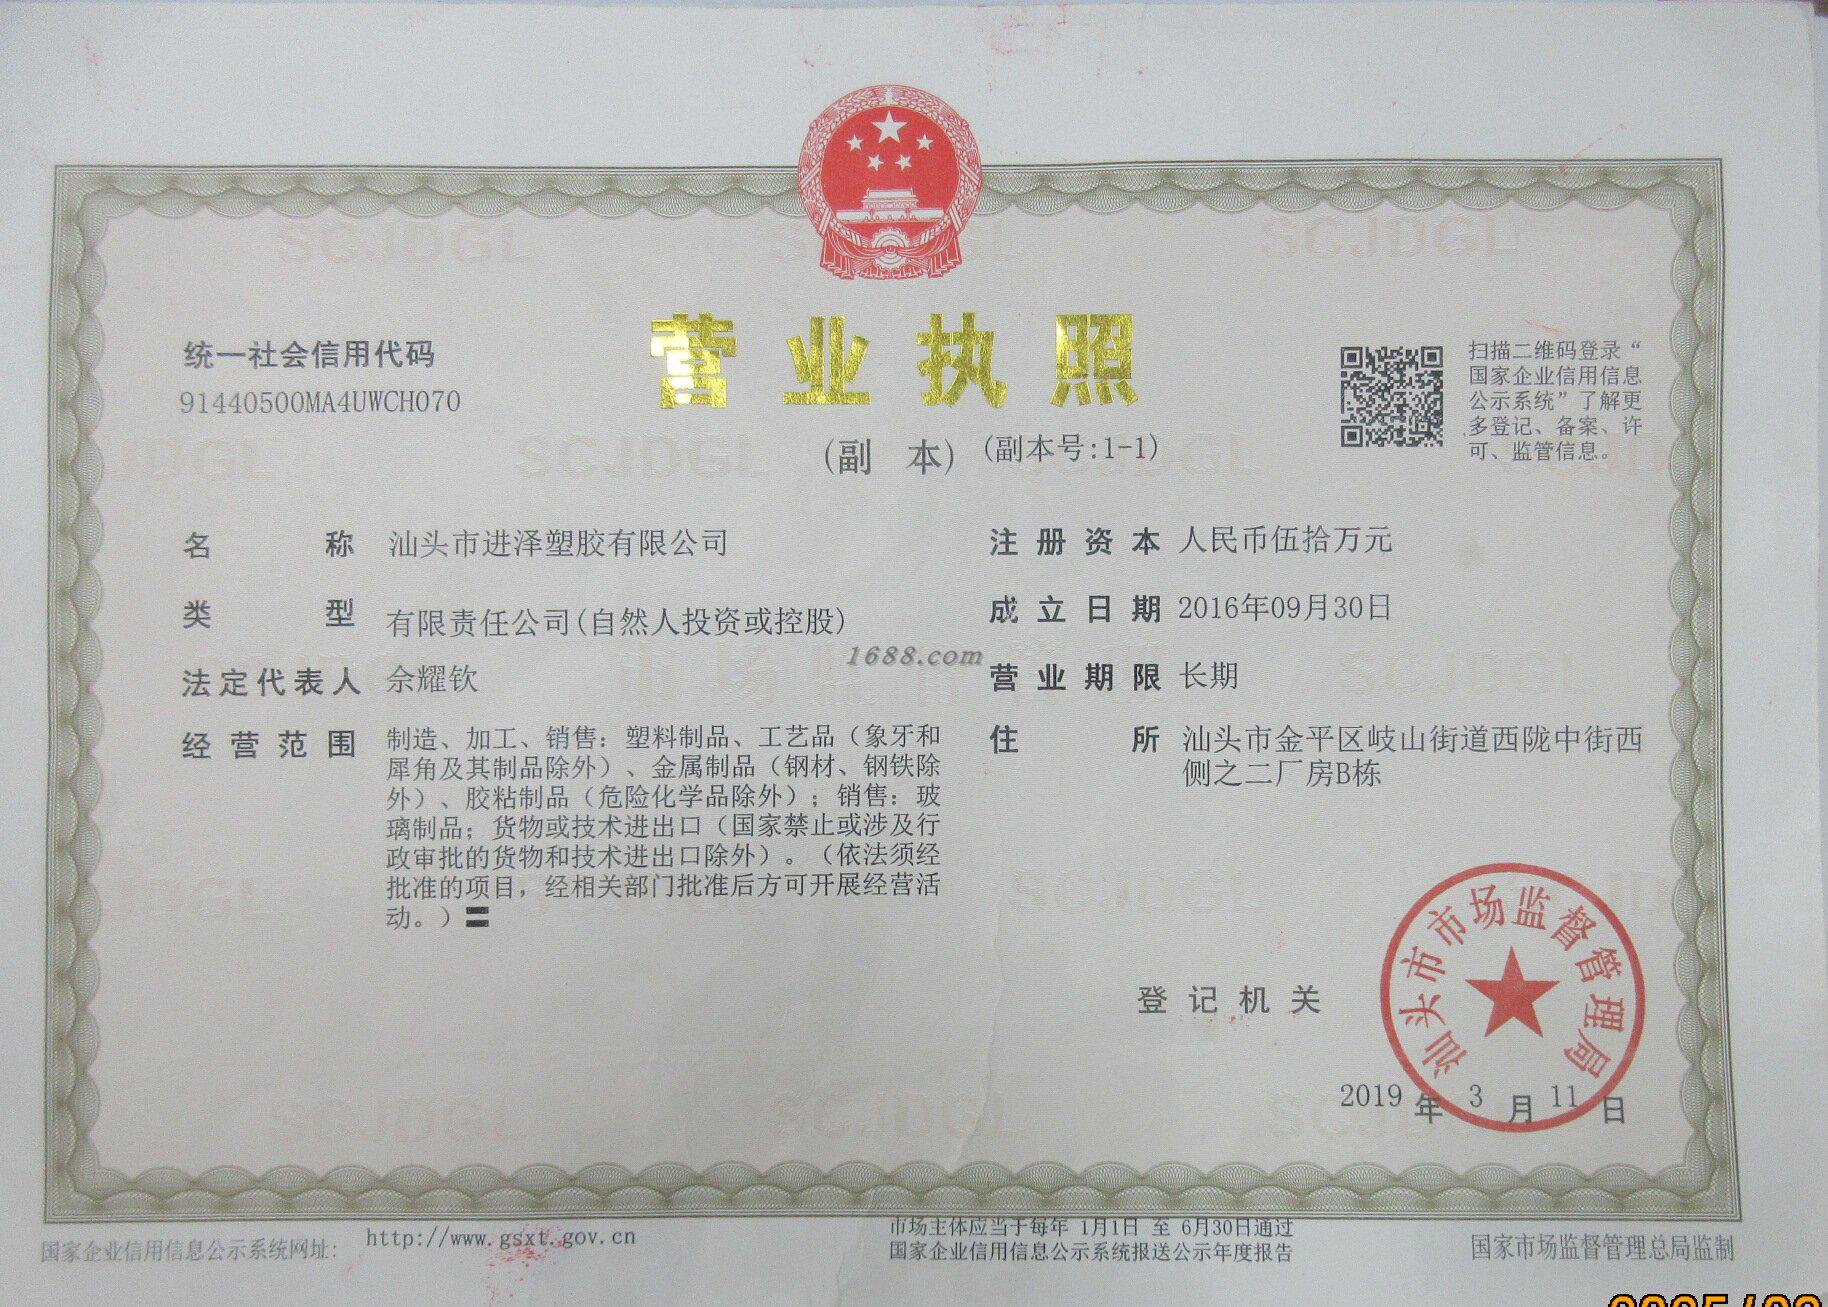 营业执照
(副 本) (副本号:1-1)
统一社会信用代码
91440500MA4UWCH070
扫描二维码登录“
国家企业信用信息
公示系统”了解更
多登记、备案、许
可、监管信息。
名 称 汕头市进泽塑胶有限公司
类 型 有限责任公司(自然人投资或控股)
法定代表人 余耀钦
经营范围 制造、加工、销售：塑料制品、工艺品（象牙和
犀角及其制品除外）、金属制品（钢材、钢铁除
外）、胶粘制品（危险化学品除外）；销售：玻
璃制品；货物或技术进出口（国家禁止或涉及行
政审批的货物和技术进出口除外）。（依法须经
批准的项目，经相关部门批准后方可开展经营活
动。）
注册资本 人民币伍拾万元
成立日期 2016年09月30日
营业期限 长期
住 所 汕头市金平区岐山街道西陇中街西
侧之二厂房B栋
1688.com
登记机关
汕头市市场监督管理局
2019 年 3 月 11 日
国家企业信用信息公示系统网址: http://www.gsxt.gov.cn
市场主体应当于每年 1月1日 至 6月30日通过
国家企业信用信息公示系统报送公示年度报告
国家市场监督管理总局监制
SCJDGL